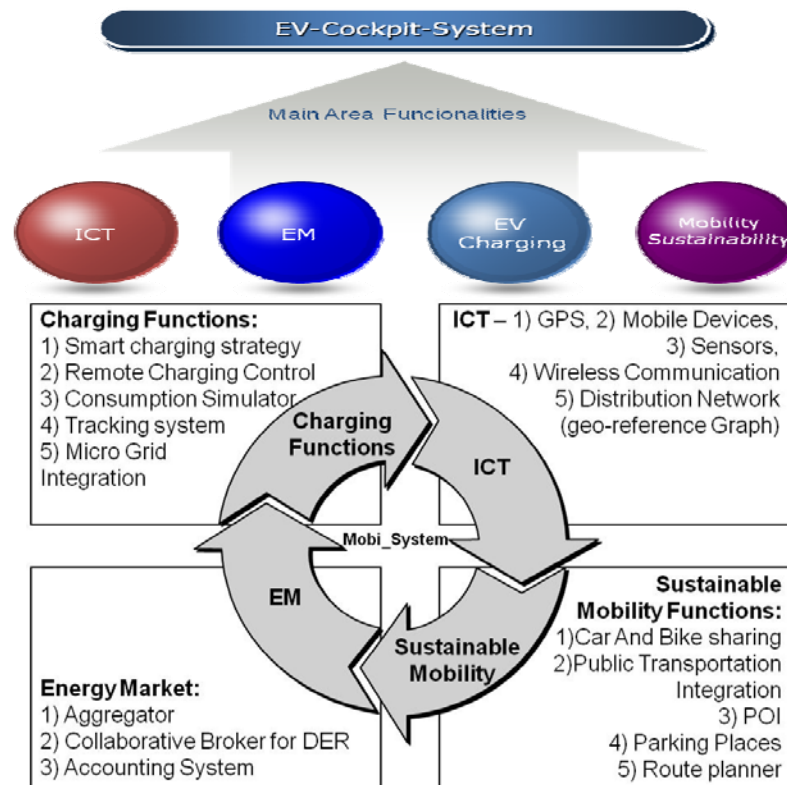 EV-Cockpit-System
Main Area Funcionalities
ICT
EM
EV
Charging
Mobility
Sustainability
Charging Functions:
1) Smart charging strategy
2) Remote Charging Control
3) Consumption Simulator
4) Tracking system
5) Micro Grid
Integration
ICT – 1) GPS, 2) Mobile Devices,
3) Sensors,
4) Wireless Communication
5) Distribution Network
(geo-reference Graph)
Charging
Functions
ICT
Mobi_System
EM
Sustainable
Mobility
Energy Market:
1) Aggregator
2) Collaborative Broker for DER
3) Accounting System
Sustainable
Mobility Functions:
1)Car And Bike sharing
2)Public Transportation
Integration
3) POI
4) Parking Places
5) Route planner